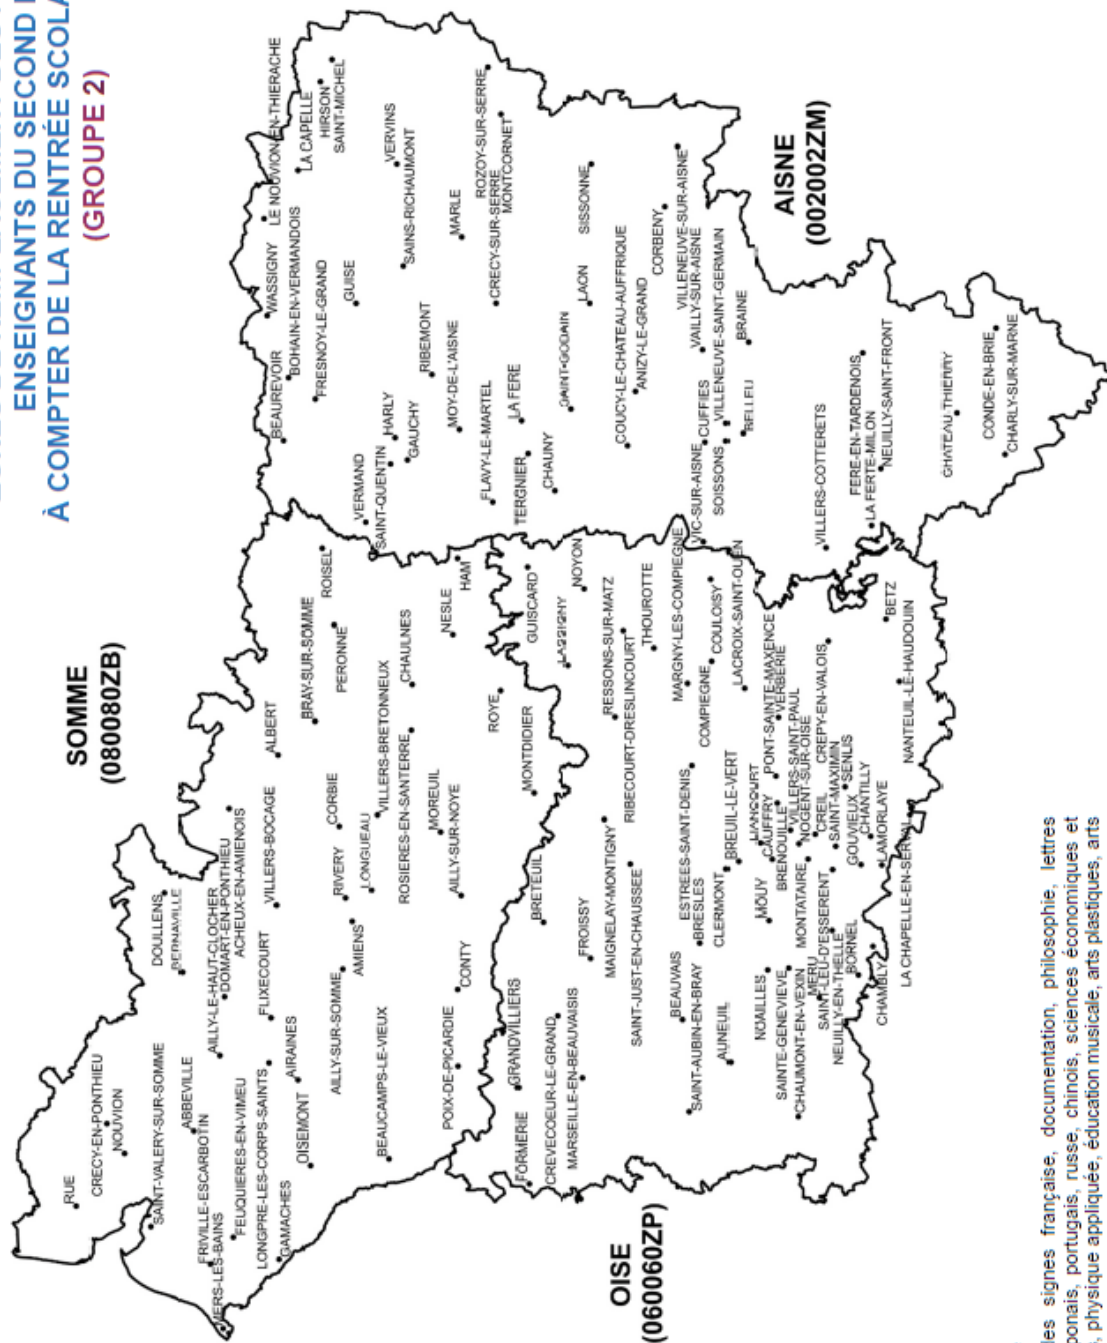 ENSEIGNANTS DU SECOND
À COMPTER DE LA RENTRÉE
(GROUPE 2)
SOMME
(080080ZB)
RUE
CRECY-EN-PONTHIEU
NOUVION
SAINT-VALERY-SUR-SOMME
ABBEVILLE
FRIVILLE-ESCARBOTIN
MERS-LES-BAINS
FEUQUIERES-EN-VIMEU
LONGPRE-LES-CORPS-SAINTS
GAMACHES
OISEMONT
AIRAINES
DOULLENS
BERNAVILLE
AILLY-LE-HAUT-CLOCHER
DOMART-EN-PONTHIEU
ACHEUX-EN-AMIENOIS
FLIXECOURT
VILLERS-BOCAGE
ALBERT
BRAY-SUR-SOMME
PERONNE
ROISEL
AILLY-SUR-SOMME
AMIENS
RIVERY
CORBIE
LONGUEAU
VILLERS-BRETONNEUX
ROSIERES-EN-SANTERRE
CHAULNES
BEAUCAMPS-LE-VIEUX
POIX-DE-PICARDIE
CONTY
AILLY-SUR-NOYE
MOREUIL
NESLE
HAM
ROYE
MONTDIDIER
AISNE
(002002ZM)
LE NOUVION-EN-THIERACHE
LA CAPELLE
HIRSON
SAINT-MICHEL
WASSIGNY
BOHAIN-EN-VERMANDOIS
BEAUREVOIR
FRESNOY-LE-GRAND
GUISE
VERVINS
SAINS-RICHAUMONT
VERMAND
SAINT-QUENTIN
HARLY
GAUCHY
RIBEMONT
MOY-DE-L'AISNE
MARLE
ROZOY-SUR-SERRE
CRECY-SUR-SERRE
MONTCORNET
FLAVY-LE-MARTEL
LA FERE
TERGNIER
CHAUNY
SAINT-GOBAIN
LAON
SISSONNE
COUCY-LE-CHATEAU-AUFFRIQUE
ANIZY-LE-GRAND
CORBENY
VILLENEUVE-SUR-AISNE
VAILLY-SUR-AISNE
VIC-SUR-AISNE
CUFFIES
SOISSONS
VILLENEUVE-SAINT-GERMAIN
BELLEU
BRAINE
VILLERS-COTTERETS
FERE-EN-TARDENOIS
LA FERTE-MILON
NEUILLY-SAINT-FRONT
CHATEAU-THIERRY
CONDE-EN-BRIE
CHARLY-SUR-MARNE
OISE
(060060ZP)
FORMERIE
GRANDVILLIERS
CREVECOEUR-LE-GRAND
MARSEILLE-EN-BEAUVAISIS
BRETEUIL
FROISSY
MAIGNELAY-MONTIGNY
SAINT-JUST-EN-CHAUSSEE
GUISCARD
LASSIGNY
NOYON
RESSONS-SUR-MATZ
RIBECOURT-DRESLINCOURT
THOUROTTE
MARGNY-LES-COMPIEGNE
COMPIEGNE
COULOISY
LACROIX-SAINT-OUEN
ESTREES-SAINT-DENIS
BRESLES
CLERMONT
BREUIL-LE-VERT
BEAUVAIS
SAINT-AUBIN-EN-BRAY
AUNEUIL
NOAILLES
MOUY
LIANCOURT
CAUFFRY
BRENOUILLE
PONT-SAINTE-MAXENCE
VERBERIE
VILLERS-SAINT-PAUL
NOGENT-SUR-OISE
CREIL
SAINT-MAXIMIN
CREPY-EN-VALOIS
SENLIS
SAINTE-GENEVIEVE
CHAUMONT-EN-VEXIN
MERU
MONTATAIRE
SAINT-LEU-D'ESSERENT
NEUILLY-EN-THELLE
BORNEL
CHAMBLY
GOUVIEUX
CHANTILLY
LAMORLAYE
LA CHAPELLE-EN-SERVAL
NANTEUIL-LE-HAUDOUIN
BETZ
les signes française, documentation, philosophie, lettres
portugais, russe, chinois, sciences économiques et
physique appliquée, éducation musicale, arts plastiques, arts